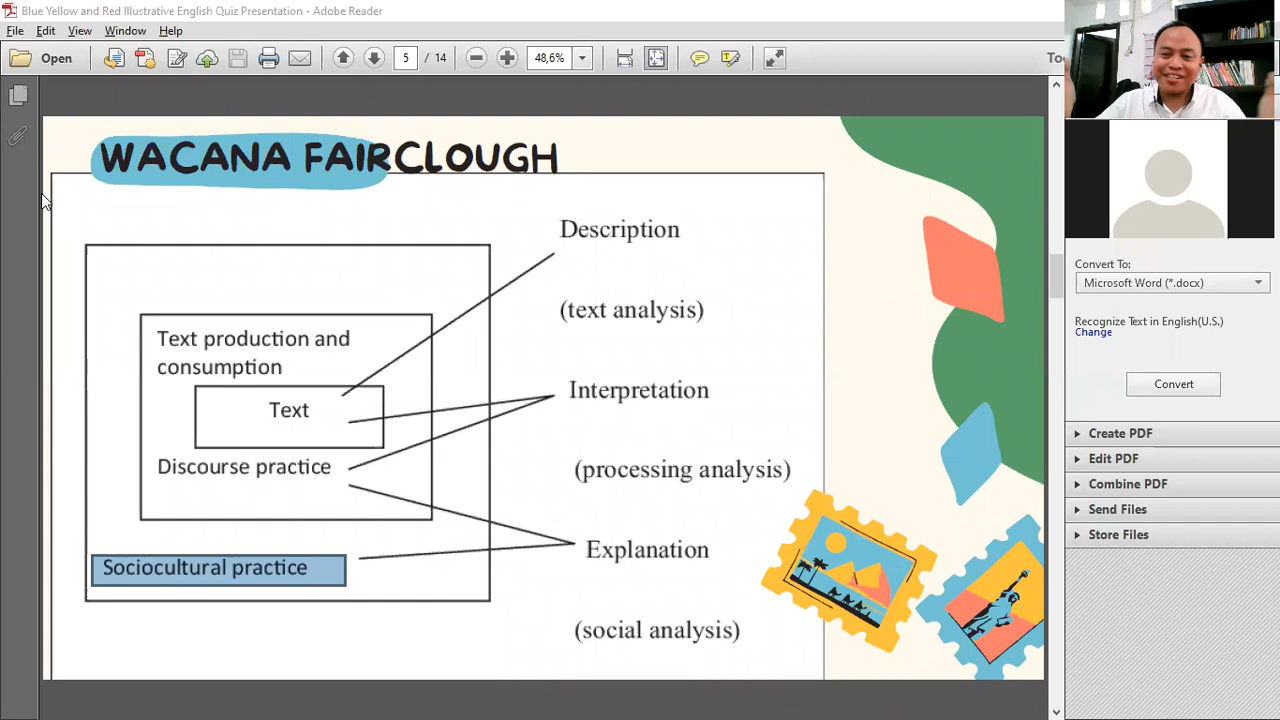 Blue Yellow and Red Illustrative English Quiz Presentation - Adobe Reader
File Edit View Window Help
Open 5 / 14 48,6%
WACANA FAIRCLOUGH
Description
(text analysis)
Text production and
consumption
Text
Interpretation
Discourse practice
(processing analysis)
Explanation
Sociocultural practice
(social analysis)
Convert To:
Microsoft Word (*.docx)
Recognize Text in English(U.S.)
Change
Convert
Create PDF
Edit PDF
Combine PDF
Send Files
Store Files